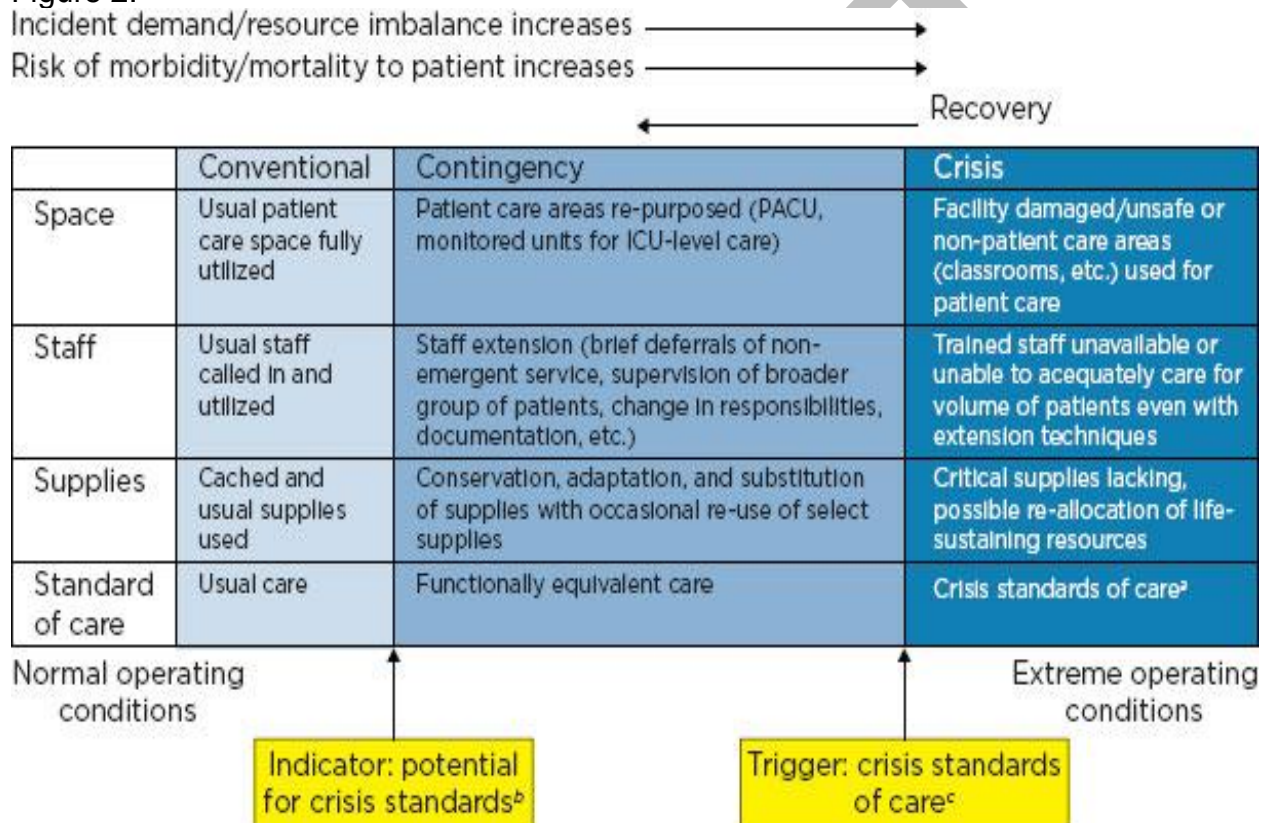 Incident demand/resource imbalance increases
Risk of morbidity/mortality to patient increases
Recovery
Conventional
Contingency
Crisis
Space
Usual patient
care space fully
utilized
Patient care areas re-purposed (PACU,
monitored units for ICU-level care)
Facility damaged/unsafe or
non-patient care areas
(classrooms, etc.) used for
patient care
Staff
Usual staff
called in and
utilized
Staff extension (brief deferrals of non-
emergent service, supervision of broader
group of patients, change in responsibilities,
documentation, etc.)
Trained staff unavailable or
unable to acequately care for
volume of patients even with
extension techniques
Supplies
Cached and
usual supplies
used
Conservation, adaptation, and substitution
of supplies with occasional re-use of select
supplies
Critical supplies lacking,
possible re-allocation of life-
sustaining resources
Standard
of care
Usual care
Functionally equivalent care
Crisis standards of careᵃ
Normal operating
conditions
Extreme operating
conditions
Indicator: potential
for crisis standardsᵇ
Trigger: crisis standards
of careᶜ